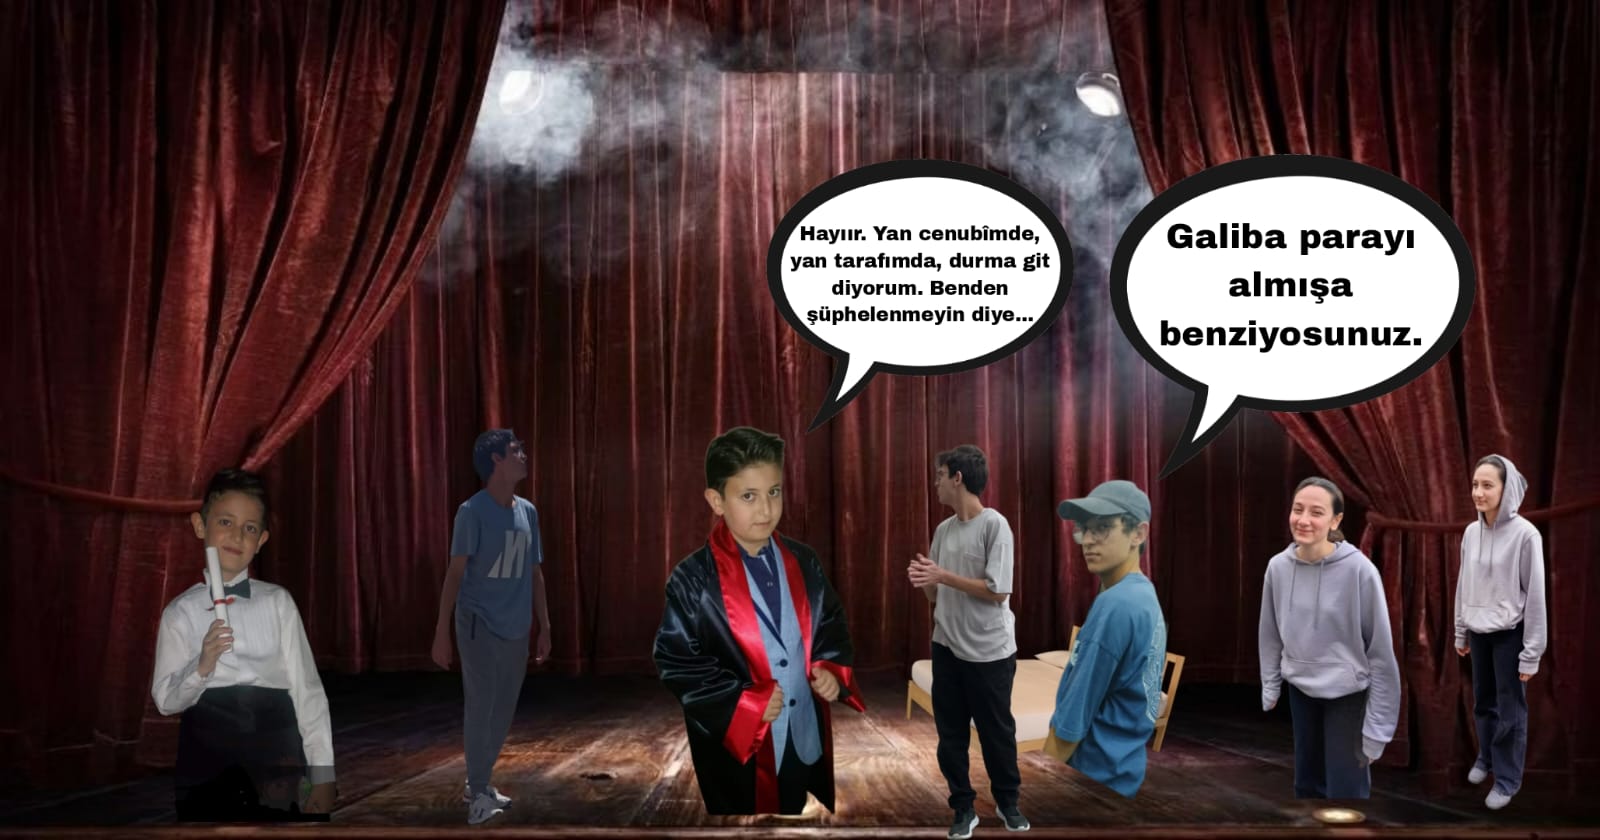 Hayıır. Yan cenubîmde,
yan tarafımda, durma git
diyorum. Benden
şüphelenmeyin diye...
Galiba parayı
almışa
benziyosunuz.